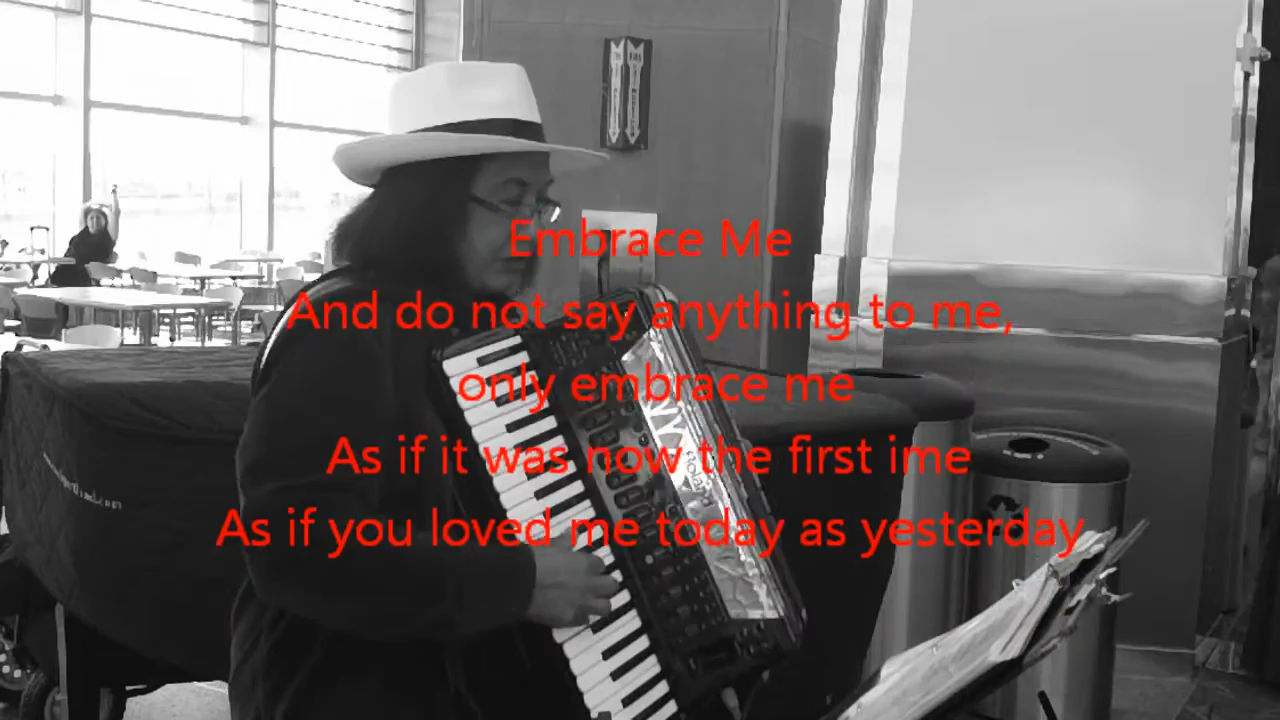 Embrace Me
And do not say anything to me,
only embrace me
As if it was now the first ime
As if you loved me today as yesterday
Roland